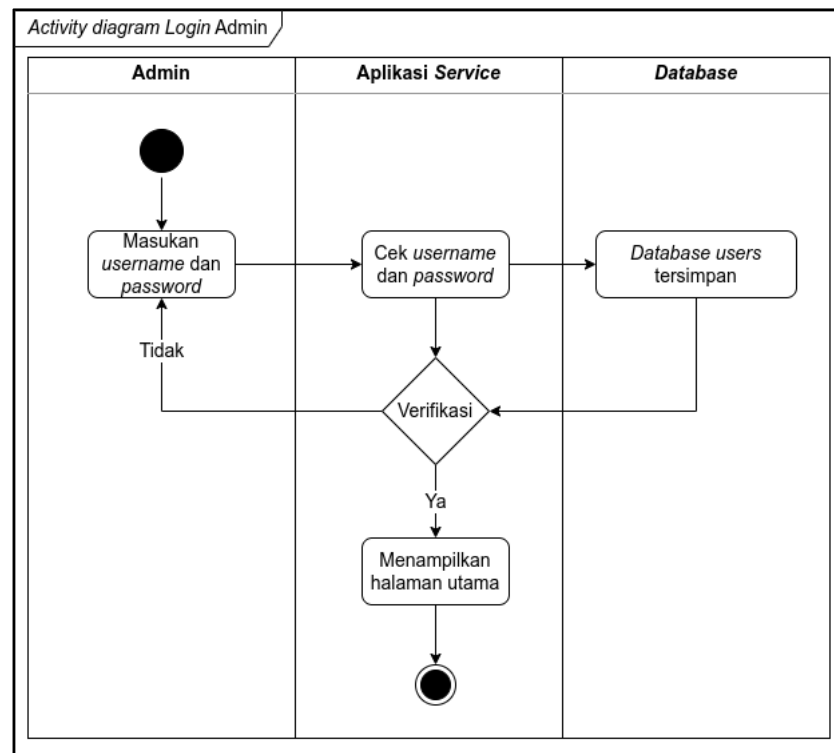 Activity diagram Login Admin
Admin
Aplikasi Service
Database
Masukan
username dan
password
Cek username
dan password
Database users
tersimpan
Tidak
Verifikasi
Ya
Menampilkan
halaman utama